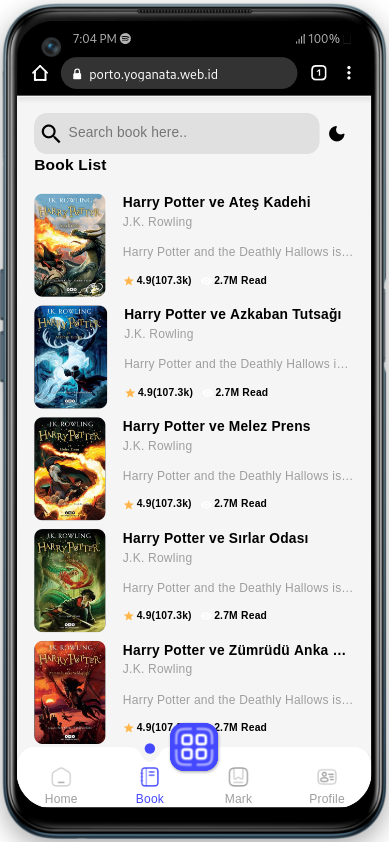 7:04 PM 100%
porto.yoganata.web.id 1
Search book here..
Book List
J.K. ROWLING
HARRY POTTER
Harry Potter ve Ateş Kadehi
J.K. Rowling
Harry Potter and the Deathly Hallows is...
4.9(107.3k) 2.7M Read
J.K. ROWLING
HARRY POTTER
Harry Potter ve Azkaban Tutsağı
J.K. Rowling
Harry Potter and the Deathly Hallows i...
4.9(107.3k) 2.7M Read
J.K. ROWLING
HARRY POTTER
Harry Potter ve Melez Prens
J.K. Rowling
Harry Potter and the Deathly Hallows is...
4.9(107.3k) 2.7M Read
J.K. ROWLING
HARRY POTTER
Harry Potter ve Sırlar Odası
J.K. Rowling
Harry Potter and the Deathly Hallows is...
4.9(107.3k) 2.7M Read
J.K. ROWLING
HARRY POTTER
Harry Potter ve Zümrüdü Anka ...
J.K. Rowling
Harry Potter and the Deathly Hallows is...
4.9(107 2.7M Read
Home Book Mark Profile